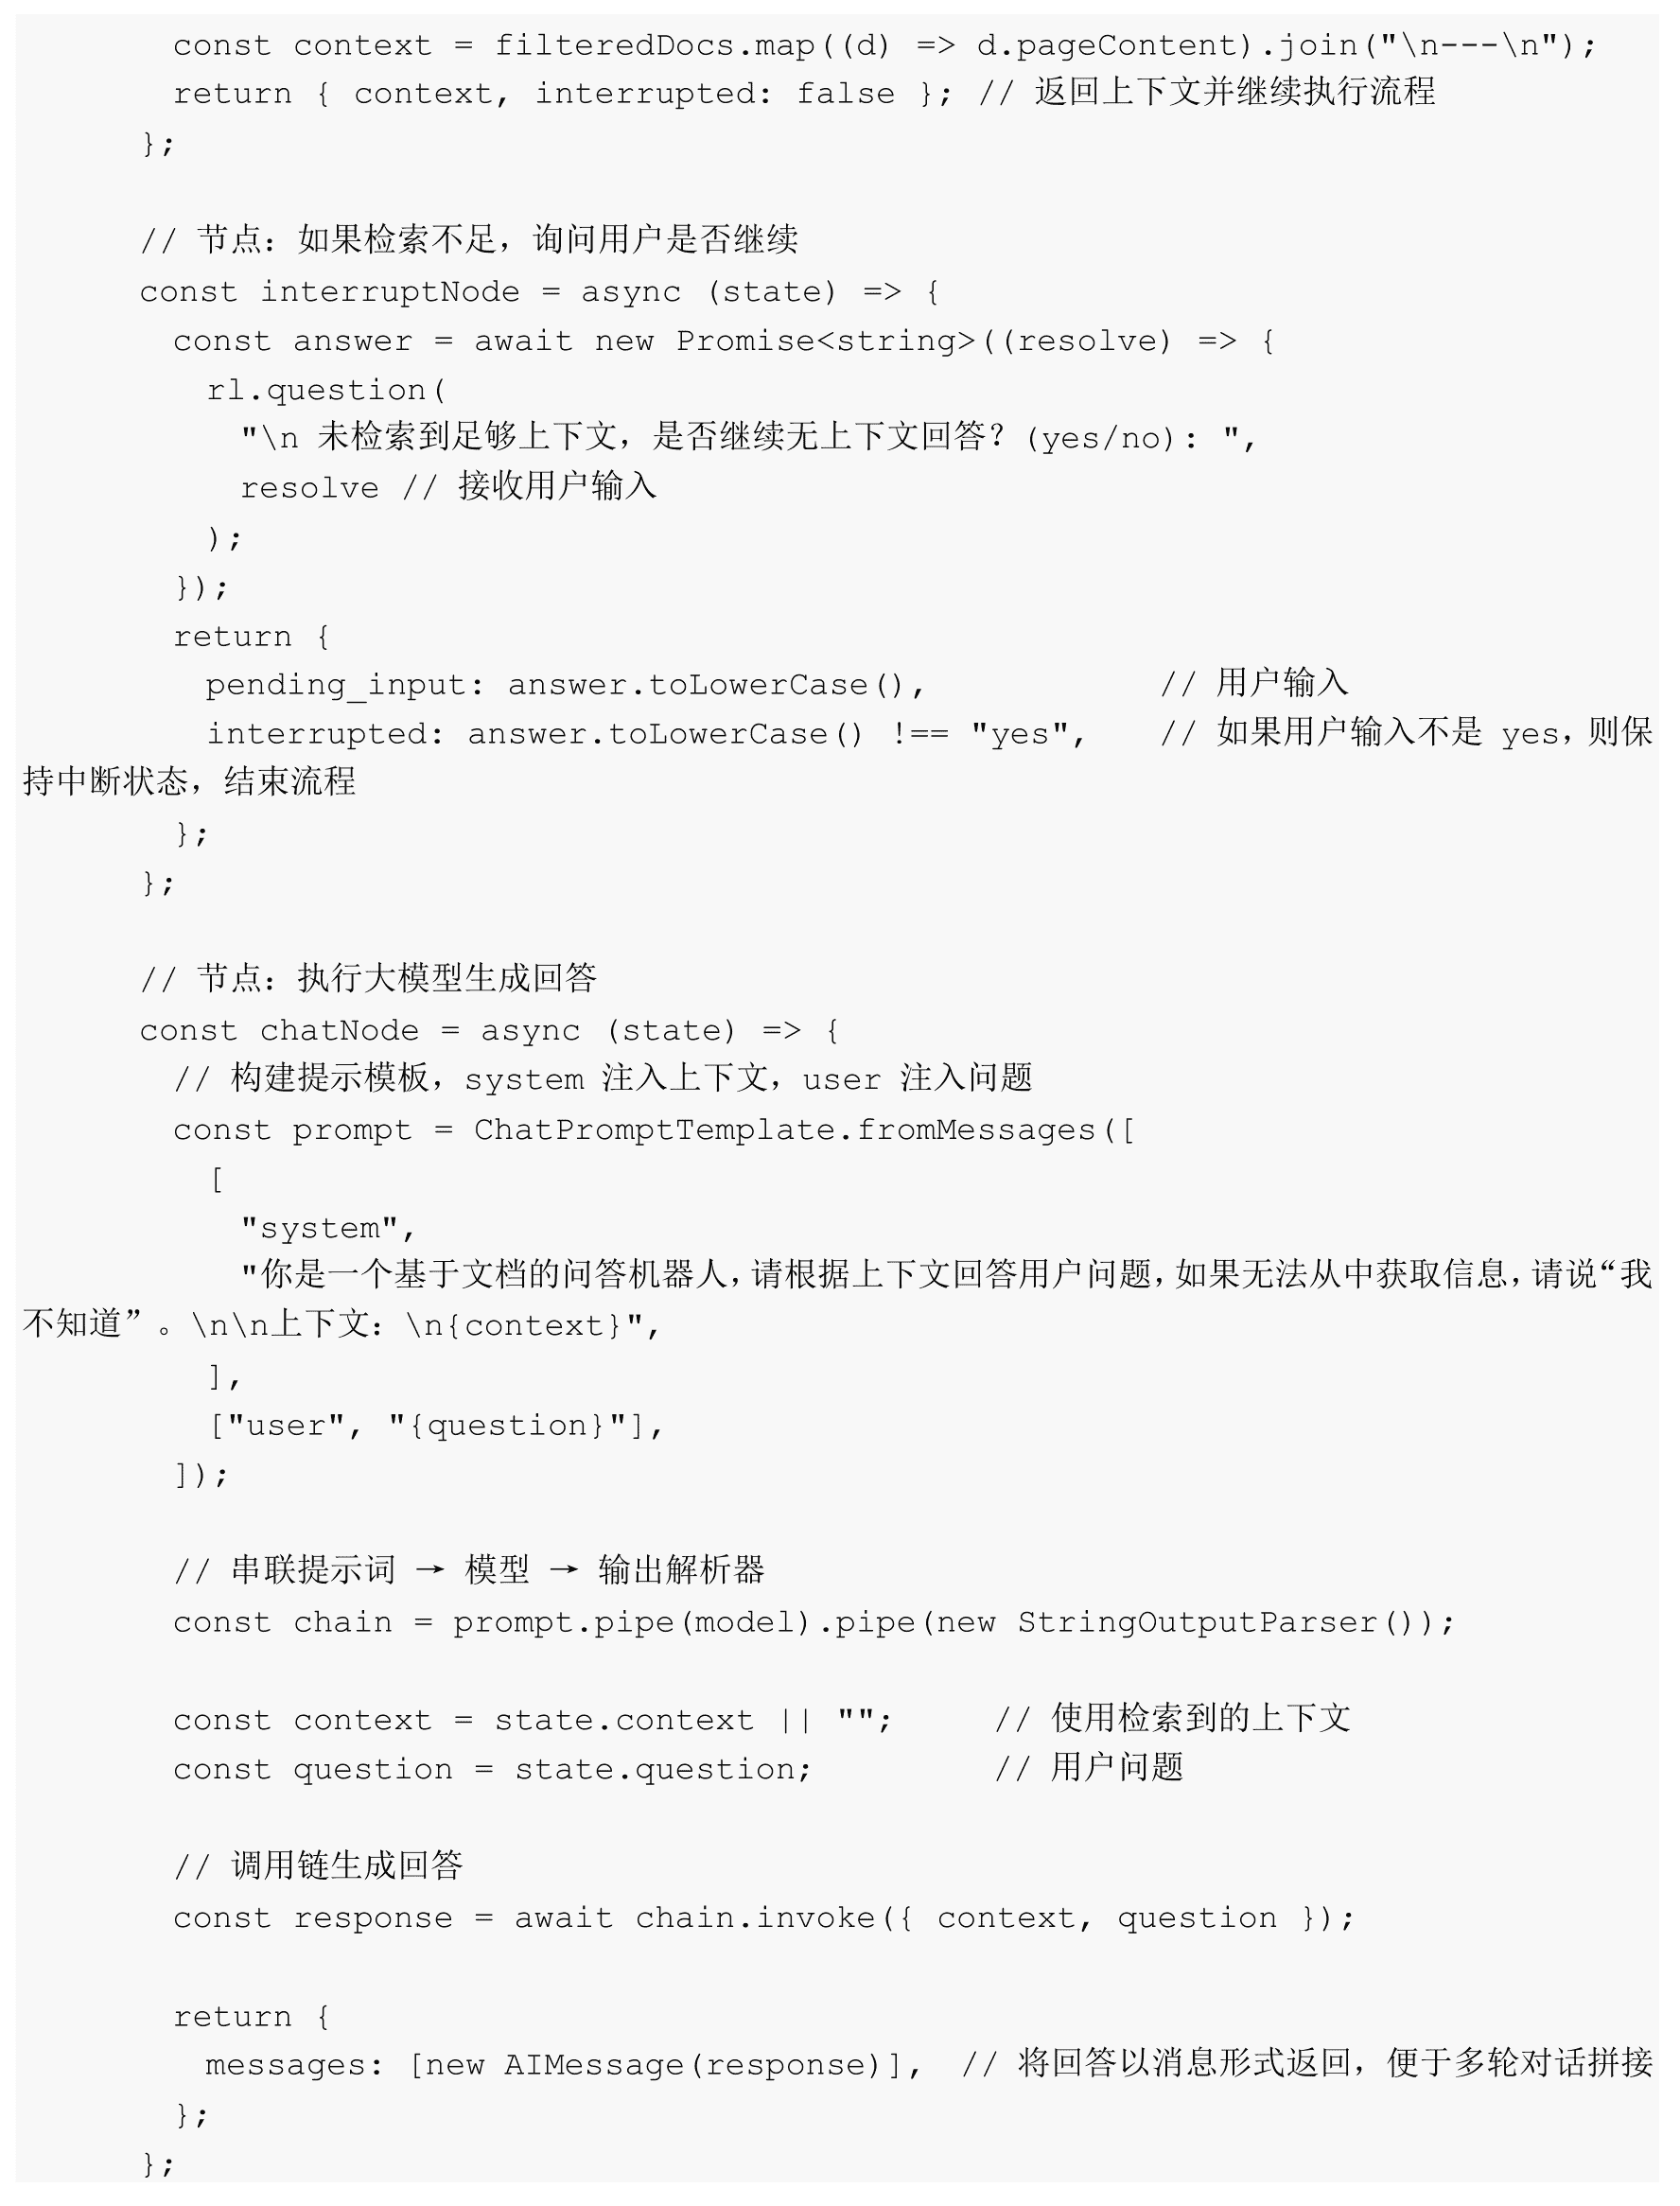 const context = filteredDocs.map((d) => d.pageContent).join("\n---\n");
return { context, interrupted: false }; // 返回上下文并继续执行流程
};
// 节点：如果检索不足，询问用户是否继续
const interruptNode = async (state) => {
const answer = await new Promise<string>((resolve) => {
rl.question(
"\n 未检索到足够上下文，是否继续无上下文回答？(yes/no): ",
resolve // 接收用户输入
);
});
return {
pending_input: answer.toLowerCase(), // 用户输入
interrupted: answer.toLowerCase() !== "yes", // 如果用户输入不是 yes，则保
持中断状态，结束流程
};
};
// 节点：执行大模型生成回答
const chatNode = async (state) => {
// 构建提示模板，system 注入上下文，user 注入问题
const prompt = ChatPromptTemplate.fromMessages([
[
"system",
"你是一个基于文档的问答机器人，请根据上下文回答用户问题，如果无法从中获取信息，请说“我
不知道”。\n\n上下文：\n{context}",
],
["user", "{question}"],
]);
// 串联提示词 → 模型 → 输出解析器
const chain = prompt.pipe(model).pipe(new StringOutputParser());
const context = state.context || ""; // 使用检索到的上下文
const question = state.question; // 用户问题
// 调用链生成回答
const response = await chain.invoke({ context, question });
return {
messages: [new AIMessage(response)], // 将回答以消息形式返回，便于多轮对话拼接
};
};